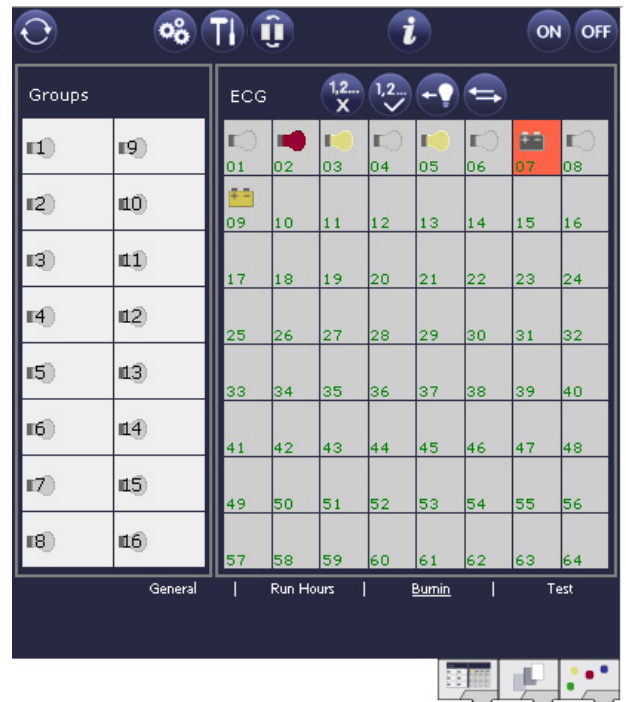 ON OFF
Groups
ECG
1,2...
X
1,2...
1 9
2 10
3 11
4 12
5 13
6 14
7 15
8 16
01 02 03 04 05 06 07 08
09 10 11 12 13 14 15 16
17 18 19 20 21 22 23 24
25 26 27 28 29 30 31 32
33 34 35 36 37 38 39 40
41 42 43 44 45 46 47 48
49 50 51 52 53 54 55 56
57 58 59 60 61 62 63 64
General | Run Hours | Burnin | Test